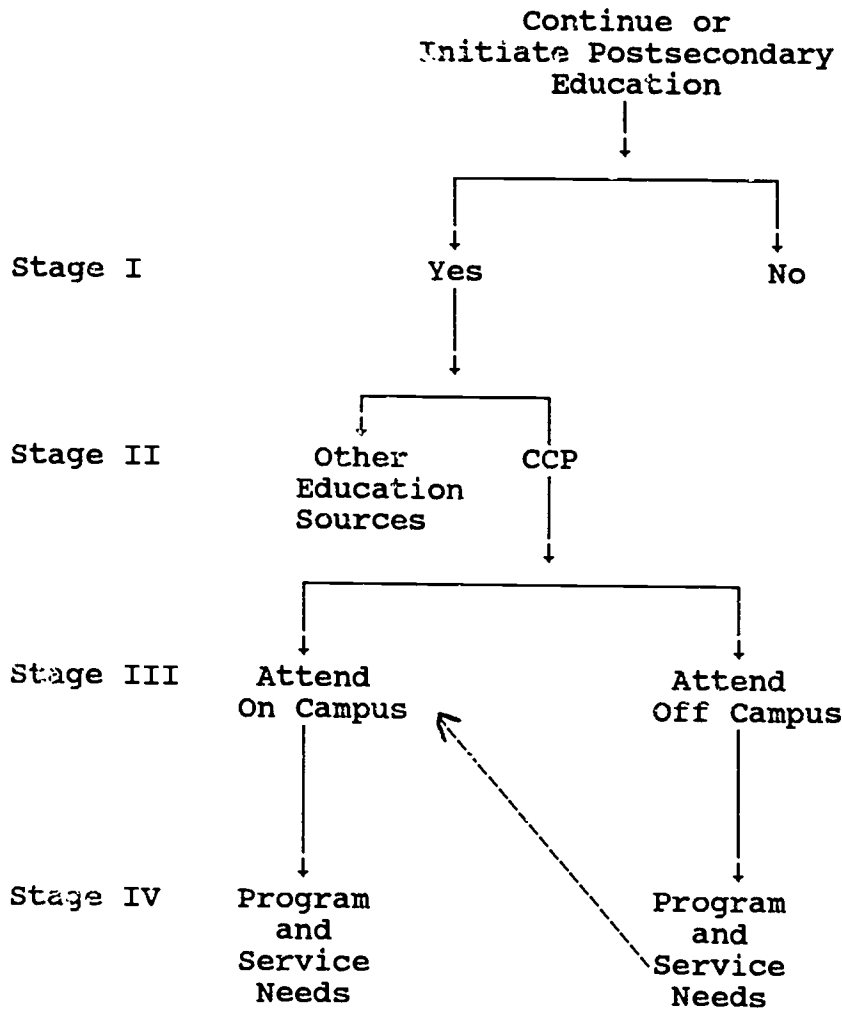 Continue or
Initiate Postsecondary
Education
Stage I
Yes
No
Stage II
Other
Education
Sources
CCP
Stage III
Attend
On Campus
Attend
Off Campus
Stage IV
Program
and
Service
Needs
Program
and
Service
Needs